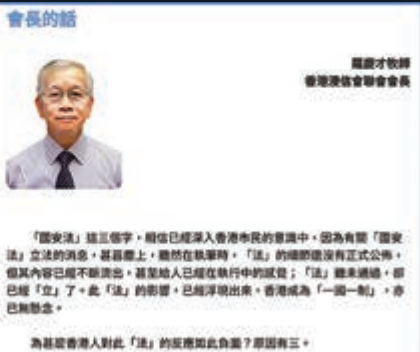 會長的話
羅慶才牧師
香港浸信會聯會會長
「國安法」這三個字，相信已經深入香港市民的意識中，因為有關「國安
法」立法的消息，甚囂塵上，雖然在執筆時，「法」的細節還沒有正式公佈，
但其內容已經不斷流出，甚至給人已經在執行中的感覺；「法」雖未通過，卻
已經「立」了。此「法」的影響，已經浮現出來，香港成為「一國一制」，亦
已無懸念。
為甚麼香港人對此「法」的反應如此負面？原因有三。